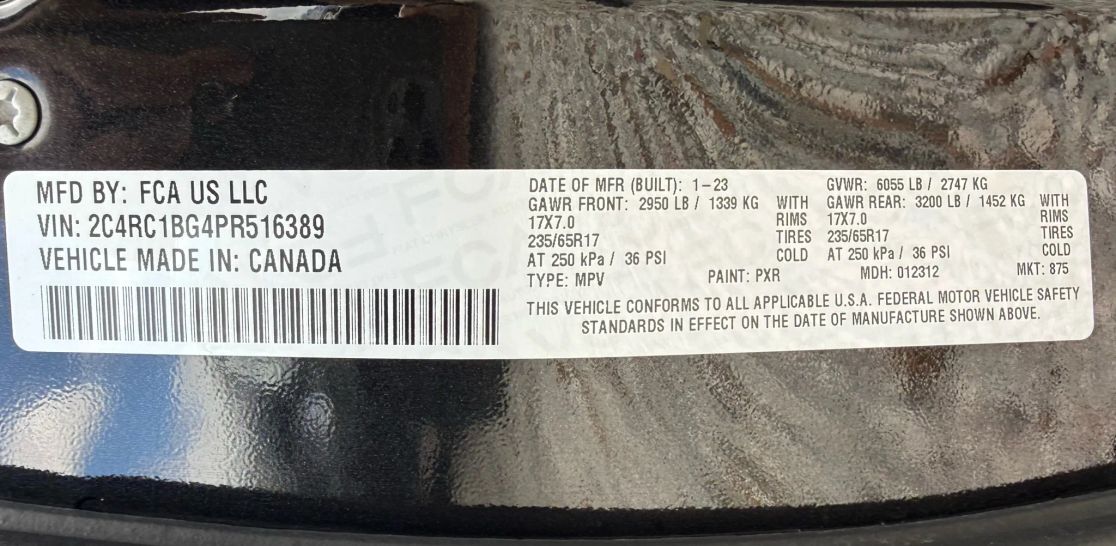 MFD BY: FCA US LLC
VIN: 2C4RC1BG4PR516389
VEHICLE MADE IN: CANADA
DATE OF MFR (BUILT): 1-23
GAWR FRONT: 2950 LB / 1339 KG WITH
17X7.0 RIMS
235/65R17 TIRES
AT 250 kPa / 36 PSI COLD
TYPE: MPV PAINT: PXR
GVWR: 6055 LB / 2747 KG
GAWR REAR: 3200 LB / 1452 KG WITH
17X7.0 RIMS
235/65R17 TIRES
AT 250 kPa / 36 PSI COLD
MDH: 012312 MKT: 875
THIS VEHICLE CONFORMS TO ALL APPLICABLE U.S.A. FEDERAL MOTOR VEHICLE SAFETY
STANDARDS IN EFFECT ON THE DATE OF MANUFACTURE SHOWN ABOVE.